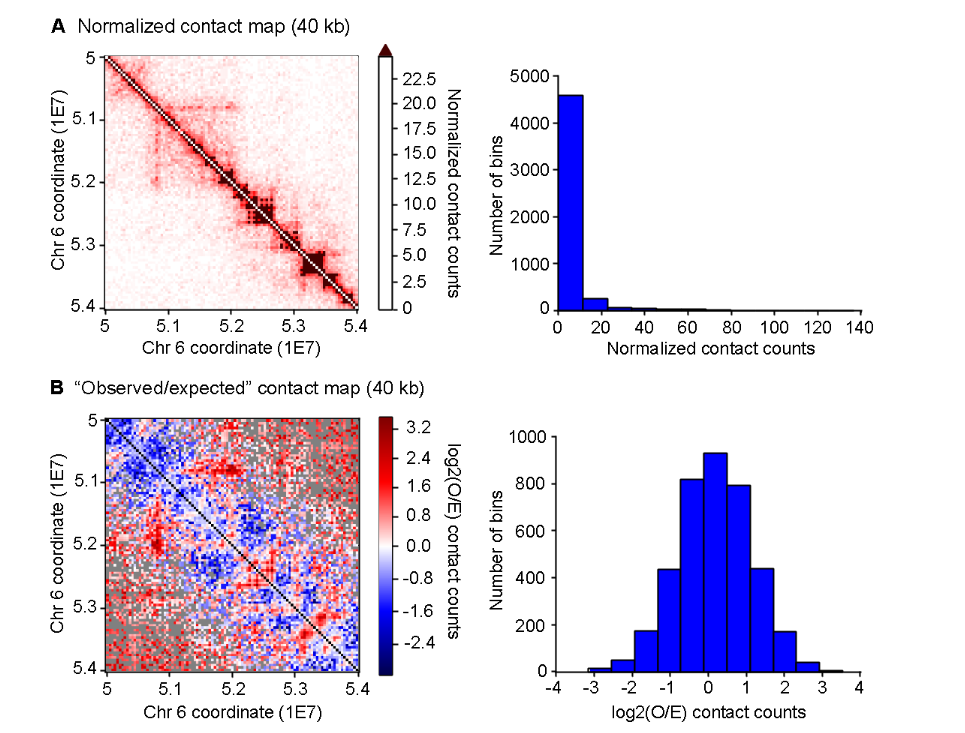 A Normalized contact map (40 kb)
5
5.1
5.2
5.3
5.4
Chr 6 coordinate (1E7)
5 5.1 5.2 5.3 5.4
Chr 6 coordinate (1E7)
22.5
20.0
17.5
15.0
12.5
10.0
7.5
5.0
2.5
0
Normalized contact counts
5000
4000
3000
2000
1000
0
Number of bins
0 20 40 60 80 100 120 140
Normalized contact counts
B “Observed/expected” contact map (40 kb)
5
5.1
5.2
5.3
5.4
Chr 6 coordinate (1E7)
5 5.1 5.2 5.3 5.4
Chr 6 coordinate (1E7)
3.2
2.4
1.6
0.8
0.0
-0.8
-1.6
-2.4
log2(O/E) contact counts
1000
800
600
400
200
0
Number of bins
-4 -3 -2 -1 0 1 2 3 4
log2(O/E) contact counts